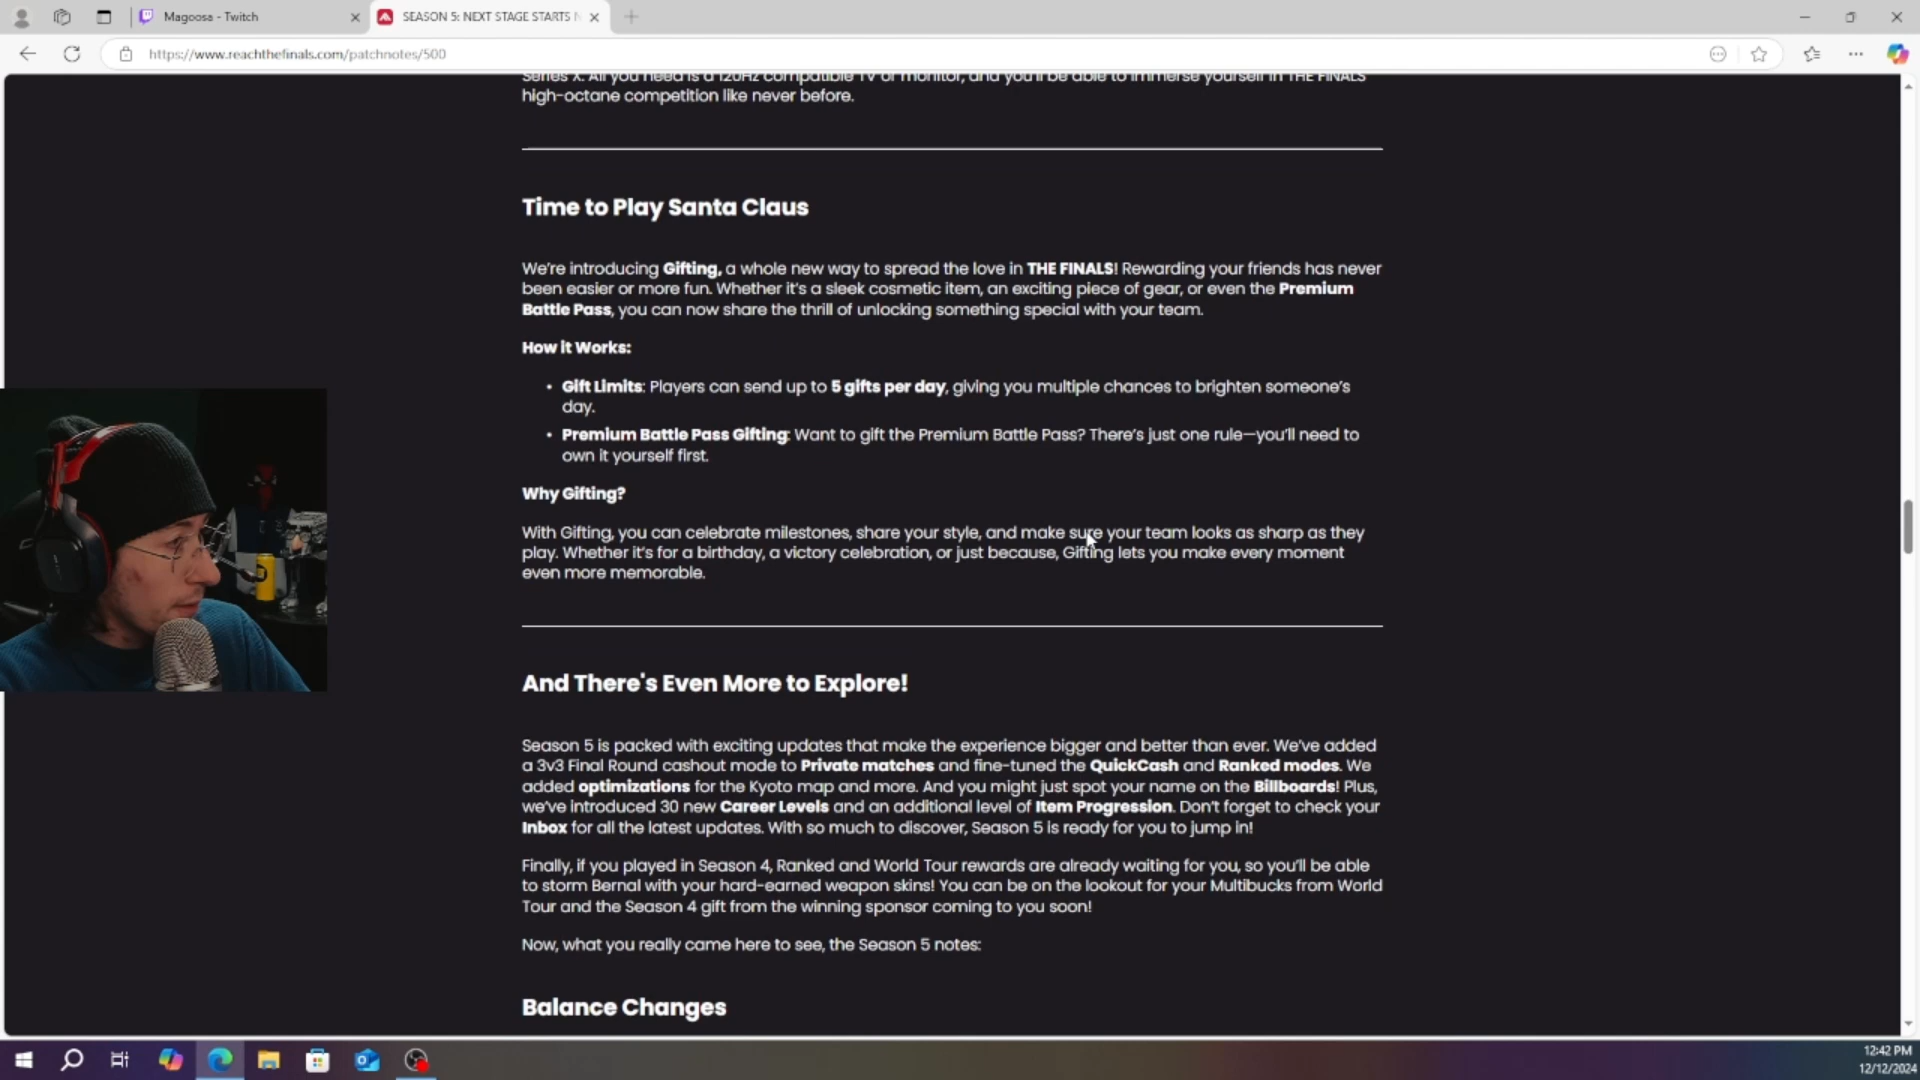 Magoosa - Twitch
SEASON 5: NEXT STAGE STARTS N
https://www.reachthefinals.com/patchnotes/500
Series X. All you need is a 120Hz compatible TV or monitor, and you'll be able to immerse yourself in THE FINALS
high-octane competition like never before.
Time to Play Santa Claus
We're introducing Gifting, a whole new way to spread the love in THE FINALS! Rewarding your friends has never
been easier or more fun. Whether it's a sleek cosmetic item, an exciting piece of gear, or even the Premium
Battle Pass, you can now share the thrill of unlocking something special with your team.
How it Works:
• Gift Limits: Players can send up to 5 gifts per day, giving you multiple chances to brighten someone's
day.
• Premium Battle Pass Gifting: Want to gift the Premium Battle Pass? There's just one rule—you'll need to
own it yourself first.
Why Gifting?
With Gifting, you can celebrate milestones, share your style, and make sure your team looks as sharp as they
play. Whether it's for a birthday, a victory celebration, or just because, Gifting lets you make every moment
even more memorable.
And There's Even More to Explore!
Season 5 is packed with exciting updates that make the experience bigger and better than ever. We've added
a 3v3 Final Round cashout mode to Private matches and fine-tuned the QuickCash and Ranked modes. We
added optimizations for the Kyoto map and more. And you might just spot your name on the Billboards! Plus,
we've introduced 30 new Career Levels and an additional level of Item Progression. Don't forget to check your
Inbox for all the latest updates. With so much to discover, Season 5 is ready for you to jump in!
Finally, if you played in Season 4, Ranked and World Tour rewards are already waiting for you, so you'll be able
to storm Bernal with your hard-earned weapon skins! You can be on the lookout for your Multibucks from World
Tour and the Season 4 gift from the winning sponsor coming to you soon!
Now, what you really came here to see, the Season 5 notes:
Balance Changes
12:42 PM
12/12/2024